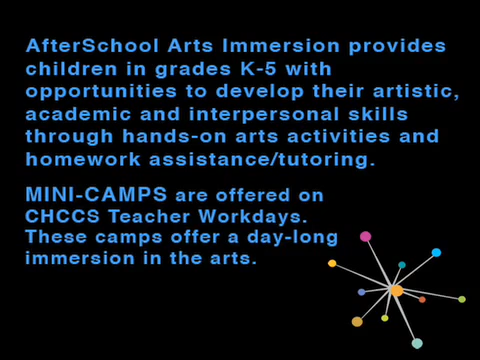 AfterSchool Arts Immersion provides
children in grades K-5 with
opportunities to develop their artistic,
academic and interpersonal skills
through hands-on arts activities and
homework assistance/tutoring.
MINI-CAMPS are offered on
CHCCS Teacher Workdays.
These camps offer a day-long
immersion in the arts.